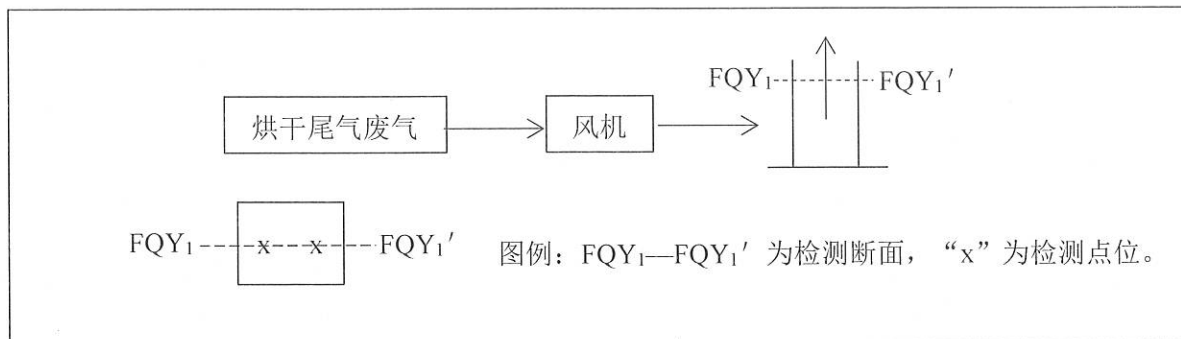 FQY₁ FQY₁′
烘干尾气废气 风机
FQY₁ x x FQY₁′
图例：FQY₁—FQY₁′ 为检测断面，“x”为检测点位。